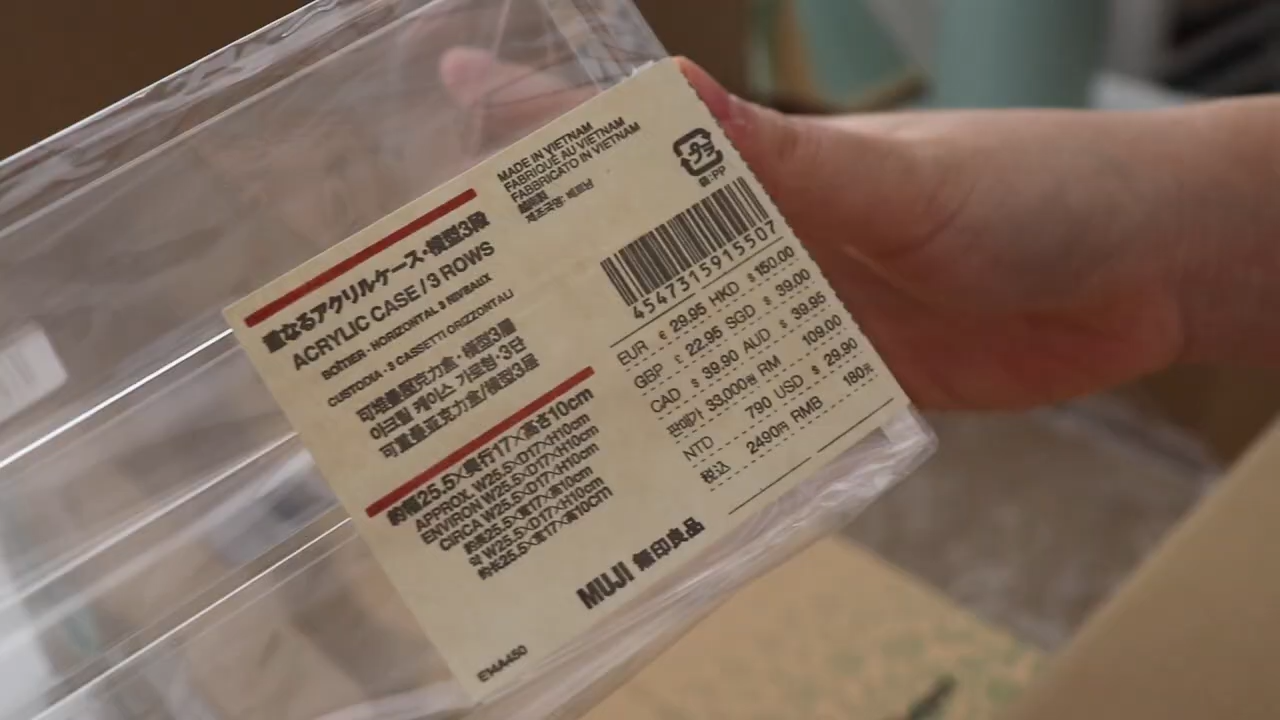 重なるアクリルケース・横型3段
ACRYLIC CASE / 3 ROWS
BOÎTIER · HORIZONTAL 3 NIVEAUX
CUSTODIA · 3 CASSETTI ORIZZONTALI
可堆疊壓克力盒・橫型3層
아크릴 케이스 가로형・3단
可重叠亚克力盒/横型3层
約幅25.5×奥行17×高さ10cm
APPROX. W25.5×D17×H10cm
ENVIRON W25.5×D17×H10cm
CIRCA W25.5×D17×H10cm
約寬25.5×深17×高10cm
약 W25.5×D17×H10cm
約长25.5×宽17×高10cm
MADE IN VIETNAM
FABRIQUÉ AU VIETNAM
FABBRICATO IN VIETNAM
越南製
제조국명: 베트남
プラ
袋:PP
4547315915507
EUR € 29.95 HKD $150.00
GBP £ 22.95 SGD $ 39.00
CAD $ 39.90 AUD $ 39.95
판매가 33,000원 RM 109.00
NTD 790 USD $ 29.90
税込 2490円 RMB 180元
MUJI 無印良品